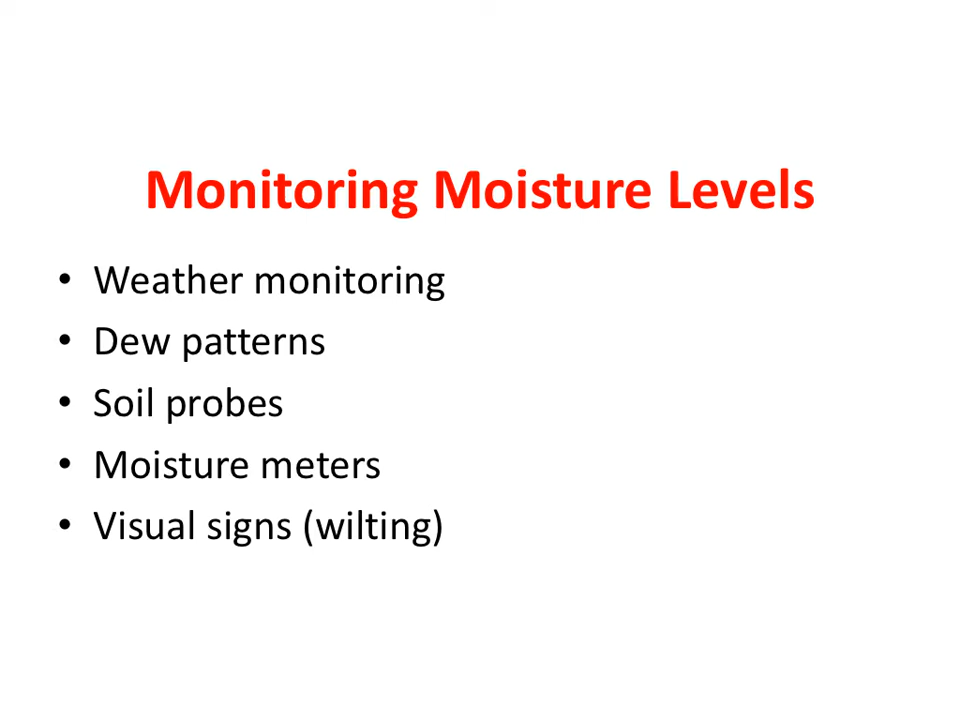 Monitoring Moisture Levels
• Weather monitoring
• Dew patterns
• Soil probes
• Moisture meters
• Visual signs (wilting)